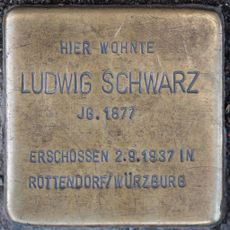 HIER WOHNTE
LUDWIG SCHWARZ
JG. 1877
ERSCHOSSEN 2.9.1937 IN
ROTTENDORF/WÜRZBURG